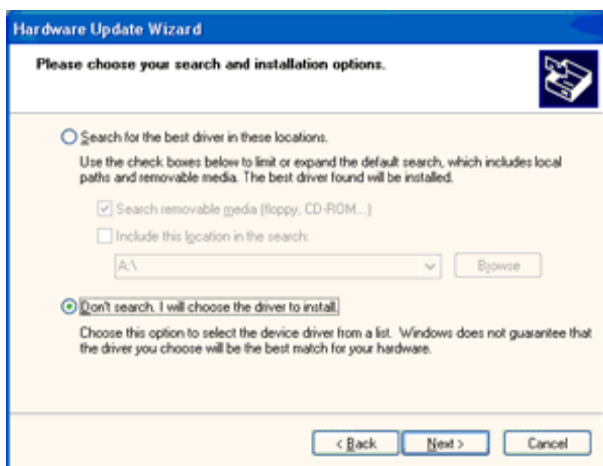 Hardware Update Wizard
Please choose your search and installation options.
Search for the best driver in these locations.
Use the check boxes below to limit or expand the default search, which includes local
paths and removable media. The best driver found will be installed.
Search removable media (floppy, CD-ROM...)
Include this location in the search:
A:\
Browse
Don't search. I will choose the driver to install.
Choose this option to select the device driver from a list. Windows does not guarantee that
the driver you choose will be the best match for your hardware.
< Back Next > Cancel